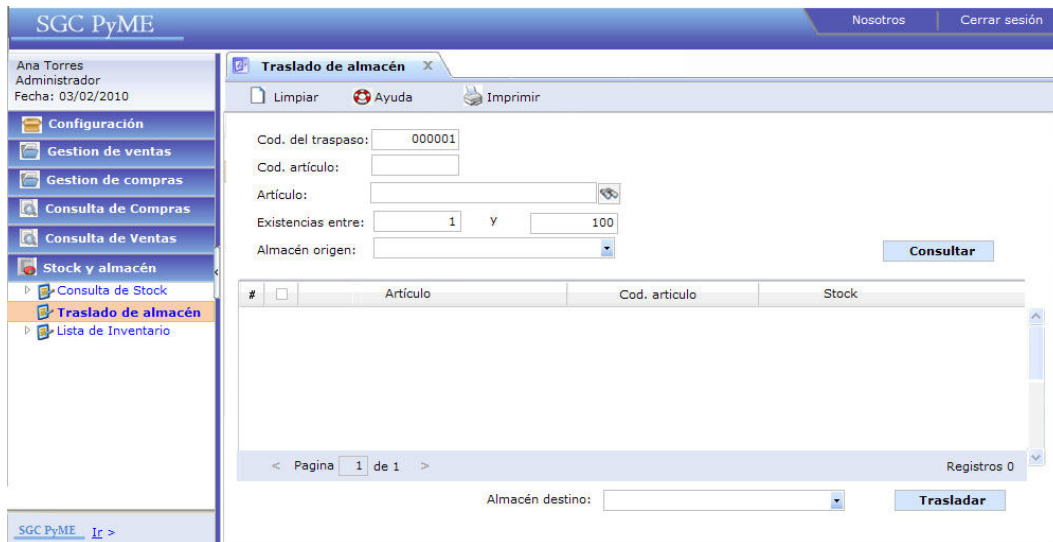 SGC PyME
Nosotros
Cerrar sesión
Ana Torres
Administrador
Fecha: 03/02/2010
Configuración
Gestion de ventas
Gestion de compras
Consulta de Compras
Consulta de Ventas
Stock y almacén
Consulta de Stock
Traslado de almacén
Lista de Inventario
SGC PyME Ir >
Traslado de almacén X
Limpiar Ayuda Imprimir
Cod. del traspaso: 000001
Cod. artículo:
Artículo:
Existencias entre: 1 y 100
Almacén origen:
Consultar
# Artículo Cod. articulo Stock
< Pagina 1 de 1 >
Registros 0
Almacén destino:
Trasladar